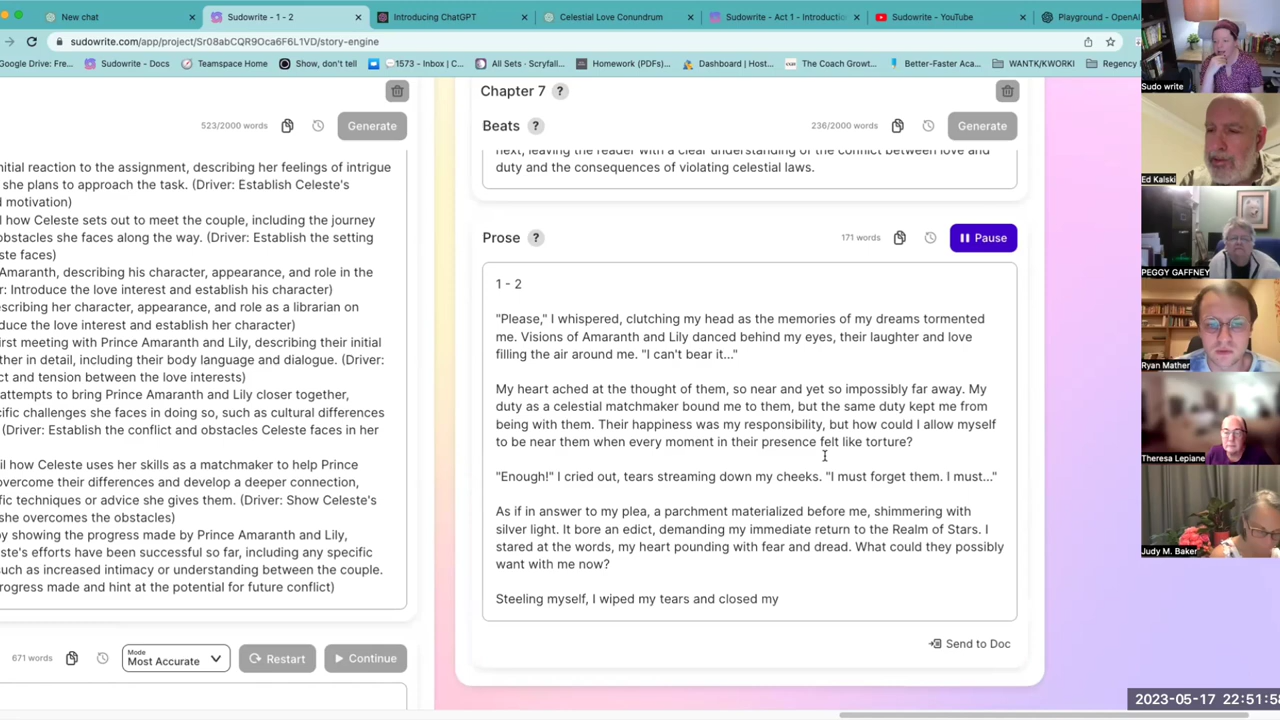 New chat
Sudowrite - 1 - 2
Introducing ChatGPT
Celestial Love Conundrum
Sudowrite - Act 1 - Introductio
Sudowrite - YouTube
Playground - OpenAI
sudowrite.com/app/project/Sr08abCQR9Oca6F6L1VD/story-engine
Google Drive: Fre...
Sudowrite - Docs
Teamspace Home
Show, don't tell
1573 - Inbox | C...
All Sets · Scryfall...
Homework (PDFs)...
Dashboard | Host...
The Coach Growt...
Better-Faster Aca...
WANTK/KWORKI
Regency
523/2000 words
Generate
nitial reaction to the assignment, describing her feelings of intrigue
she plans to approach the task. (Driver: Establish Celeste's
d motivation)
l how Celeste sets out to meet the couple, including the journey
obstacles she faces along the way. (Driver: Establish the setting
ste faces)
Amaranth, describing his character, appearance, and role in the
r: Introduce the love interest and establish his character)
escribing her character, appearance, and role as a librarian on
duce the love interest and establish her character)
irst meeting with Prince Amaranth and Lily, describing their initial
ther in detail, including their body language and dialogue. (Driver:
ct and tension between the love interests)
attempts to bring Prince Amaranth and Lily closer together,
cific challenges she faces in doing so, such as cultural differences
(Driver: Establish the conflict and obstacles Celeste faces in her
il how Celeste uses her skills as a matchmaker to help Prince
overcome their differences and develop a deeper connection,
fic techniques or advice she gives them. (Driver: Show Celeste's
she overcomes the obstacles)
by showing the progress made by Prince Amaranth and Lily,
este's efforts have been successful so far, including any specific
such as increased intimacy or understanding between the couple.
rogress made and hint at the potential for future conflict)
671 words
Mode
Most Accurate
Restart
Continue
Chapter 7
Beats
236/2000 words
Generate
next, leaving the reader with a clear understanding of the conflict between love and
duty and the consequences of violating celestial laws.
Prose
171 words
Pause
1 - 2
"Please," I whispered, clutching my head as the memories of my dreams tormented
me. Visions of Amaranth and Lily danced behind my eyes, their laughter and love
filling the air around me. "I can't bear it..."
My heart ached at the thought of them, so near and yet so impossibly far away. My
duty as a celestial matchmaker bound me to them, but the same duty kept me from
being with them. Their happiness was my responsibility, but how could I allow myself
to be near them when every moment in their presence felt like torture?
"Enough!" I cried out, tears streaming down my cheeks. "I must forget them. I must..."
As if in answer to my plea, a parchment materialized before me, shimmering with
silver light. It bore an edict, demanding my immediate return to the Realm of Stars. I
stared at the words, my heart pounding with fear and dread. What could they possibly
want with me now?
Steeling myself, I wiped my tears and closed my
Send to Doc
Sudo write
Ed Kalski
PEGGY GAFFNEY
Ryan Mather
Theresa Lepiane
Judy M. Baker
2023-05-17 22:51:5